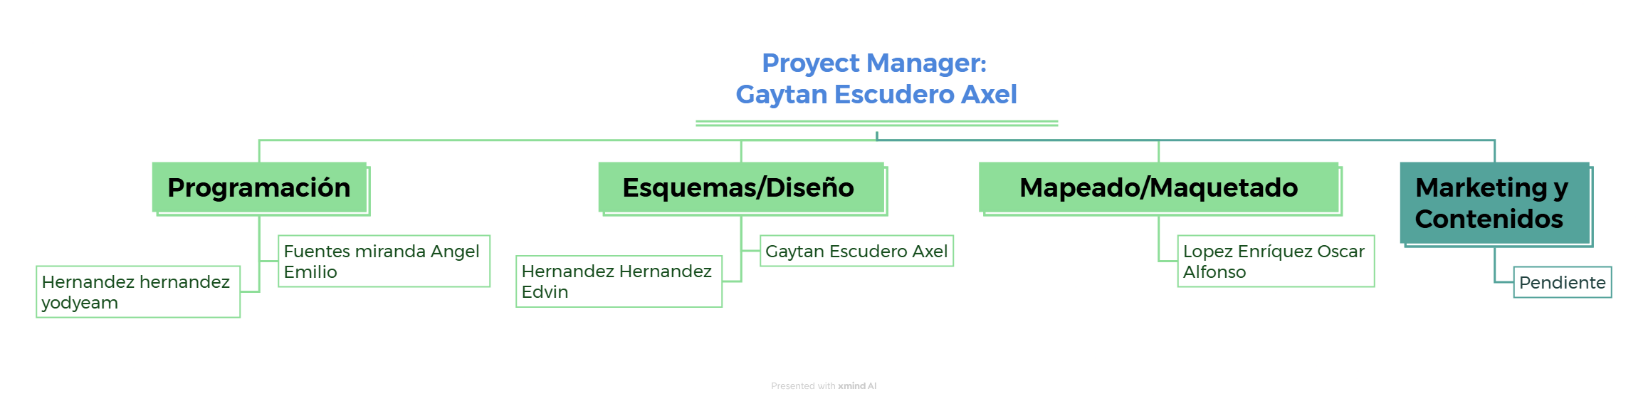 Proyect Manager:
Gaytan Escudero Axel
Programación
Esquemas/Diseño
Mapeado/Maquetado
Marketing y
Contenidos
Fuentes miranda Angel
Emilio
Hernandez hernandez
yodyeam
Gaytan Escudero Axel
Hernandez Hernandez
Edvin
Lopez Enríquez Oscar
Alfonso
Pendiente
Presented with xmind AI